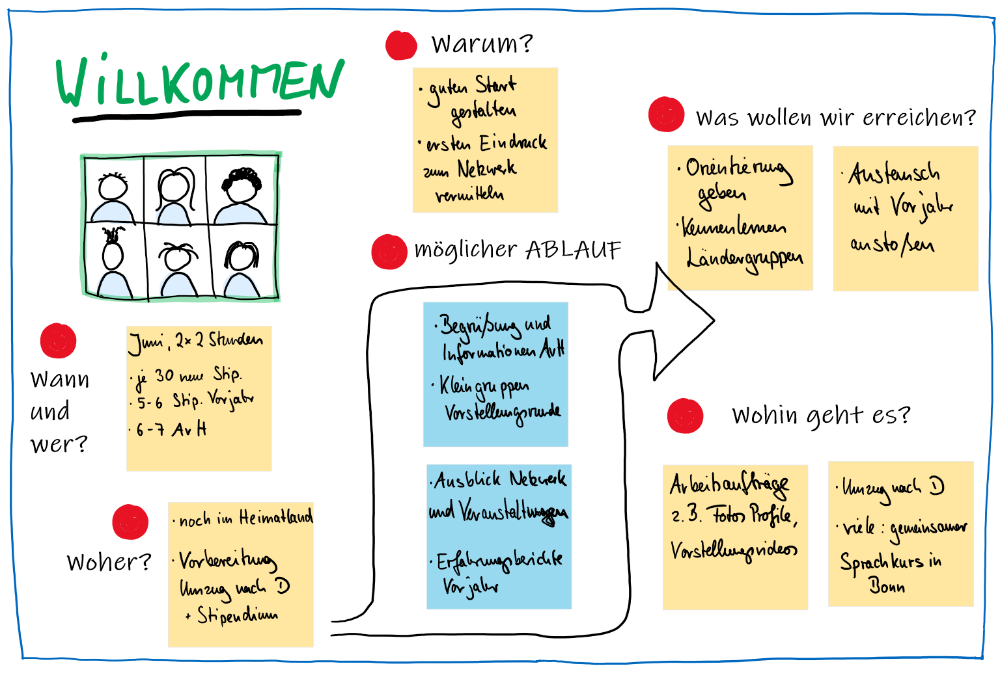 WiLLKOMMEN
Warum?
· guten Start
gestalten
· ersten Eindruck
zum Netzwerk
vermitteln
Was wollen wir erreichen?
· Orientierung
geben
· Kennenlernen
Ländergruppen
· Austausch
mit Vorjahr
anstoßen
möglicher ABLAUF
· Begrüßung und
Informationen AvH
· Kleingruppen
Vorstellungsrunde
· Ausblick Netzwerk
und Veranstaltungen
· Erfahrungsberichte
Vorjahr
Wann
und
wer?
Juni, 2x2 Stunden
· je 30 neue Stip.
· 5-6 Stip. Vorjahr
· 6-7 AvH
Woher?
· noch im Heimatland
· Vorbereitung
Umzug nach D
+ Stipendium
Wohin geht es?
Arbeitsaufträge
z.B. Fotos Profile,
Vorstellungsvideos
· Umzug nach D
· viele: gemeinsamer
Sprachkurs in
Bonn